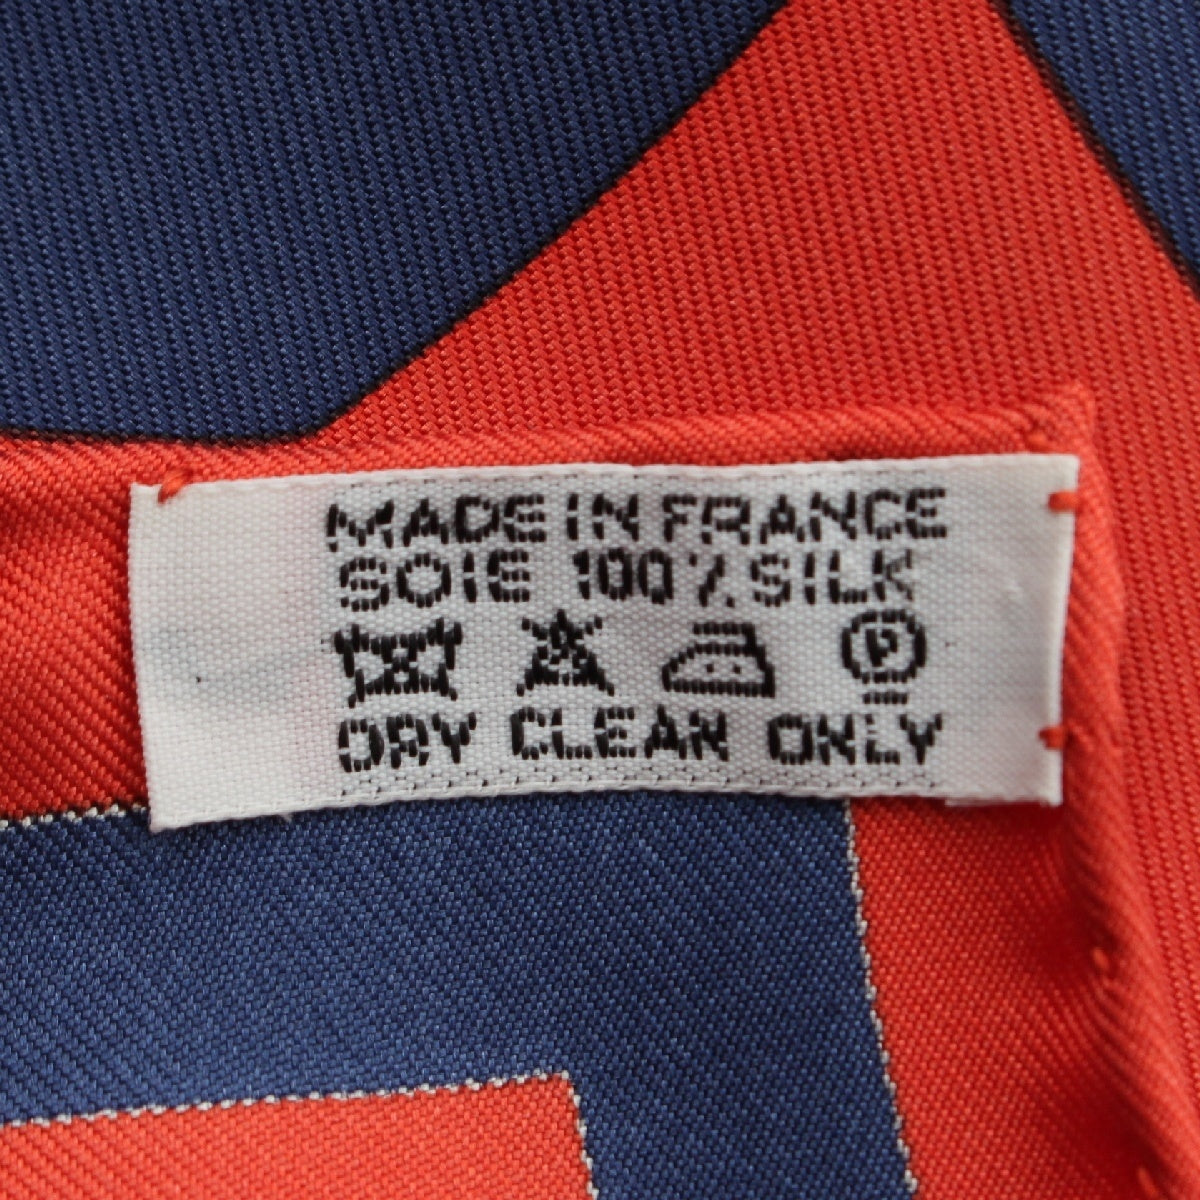 MADE IN FRANCE
SOIE 100% SILK
P
DRY CLEAN ONLY